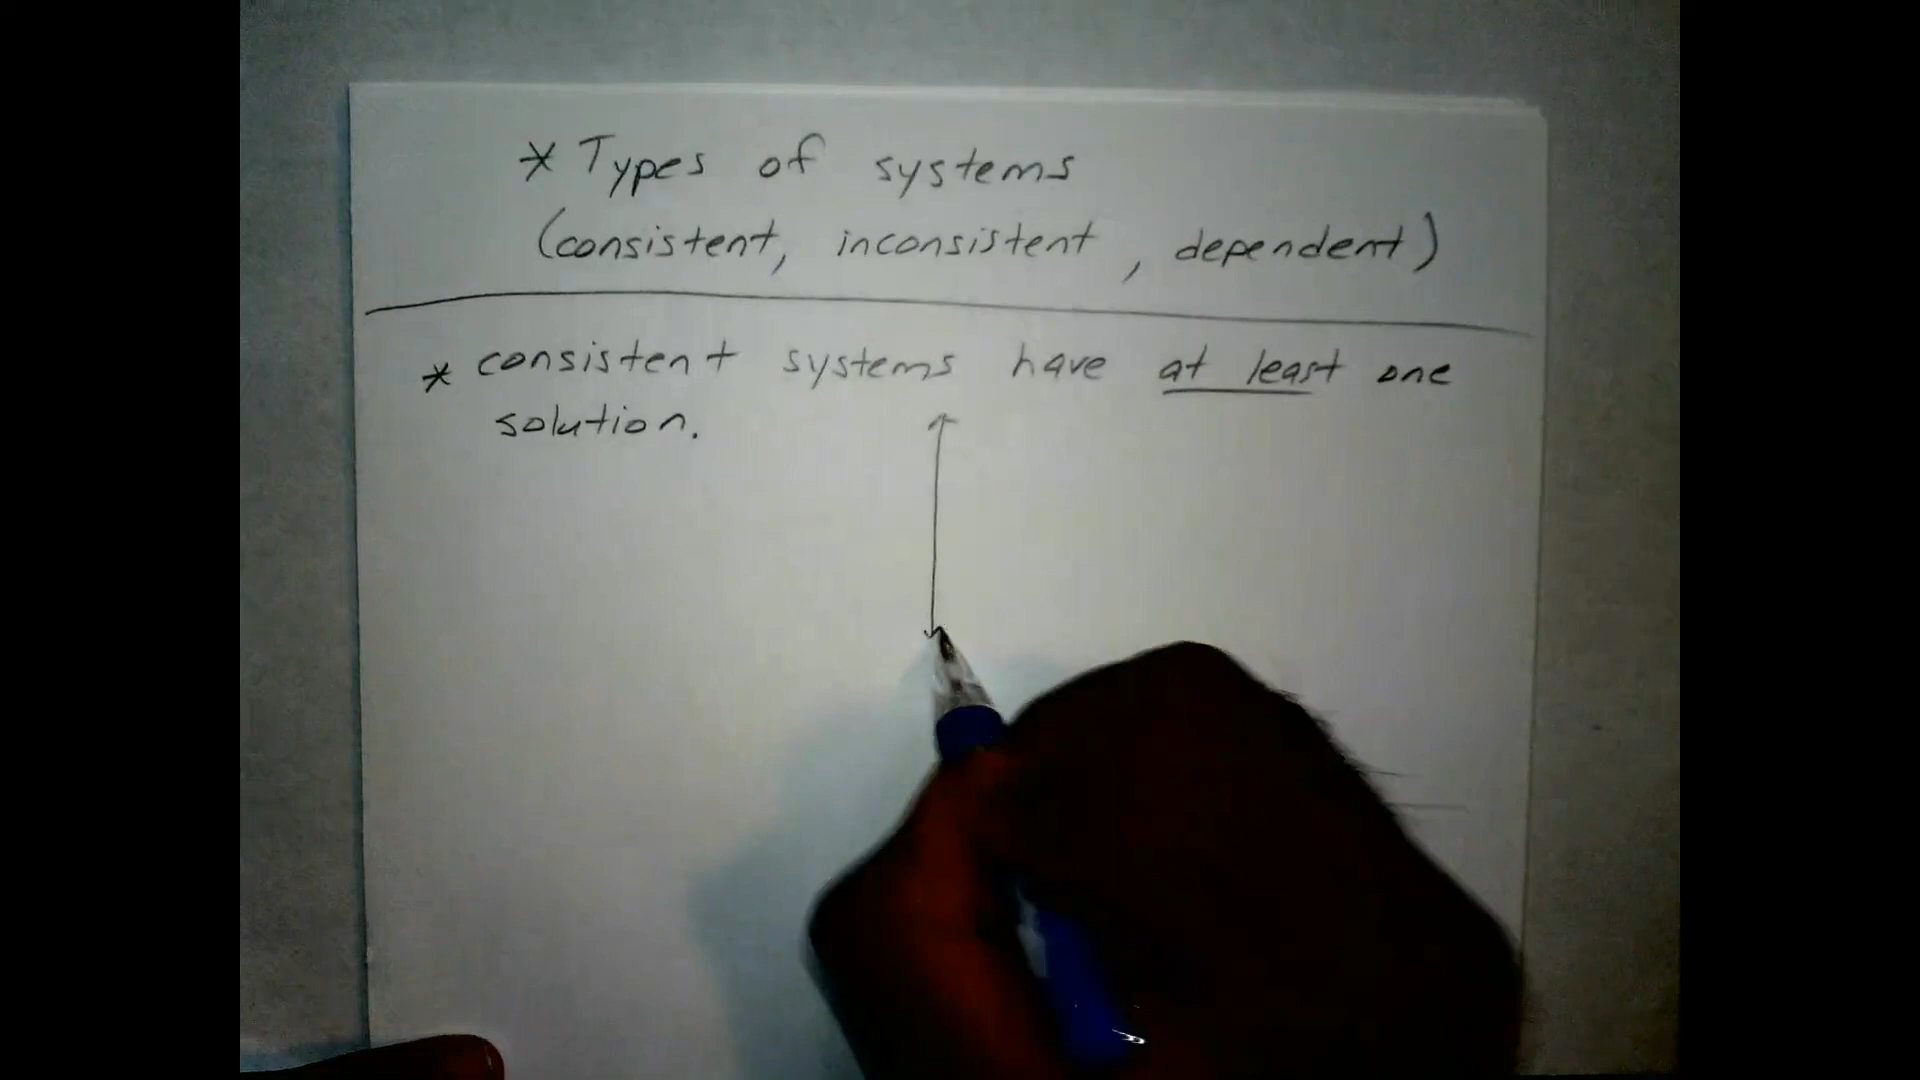 * Types of systems
(consistent, inconsistent, dependent)
* consistent systems have at least one
solution.